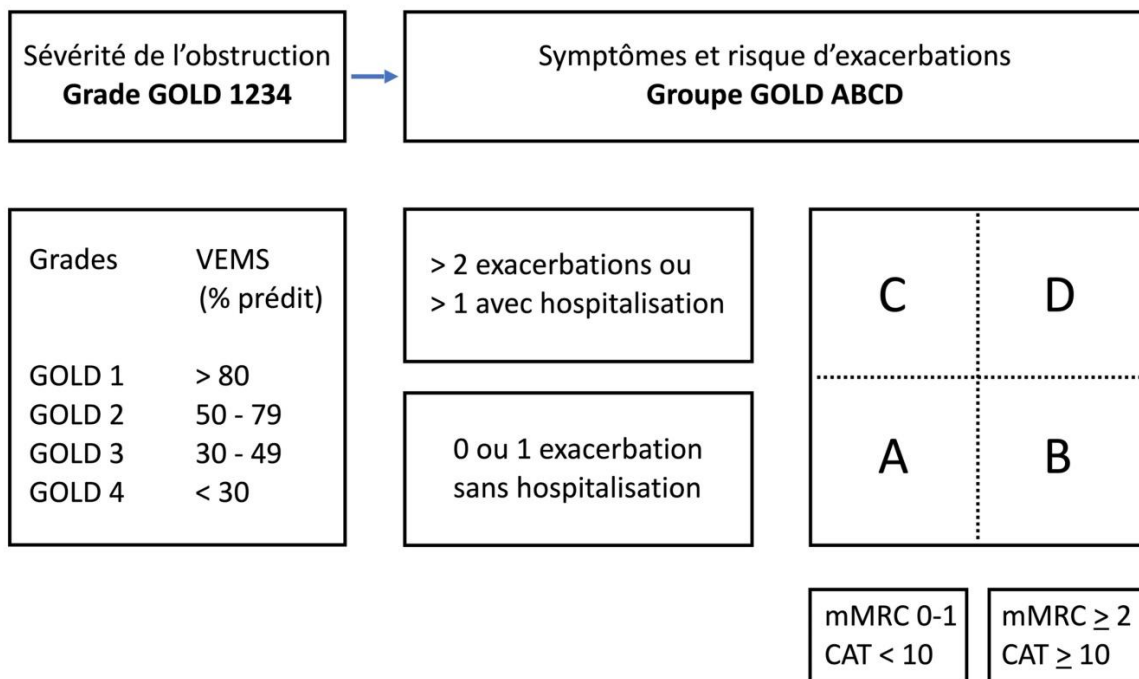 Sévérité de l’obstruction
Grade GOLD 1234
Symptômes et risque d’exacerbations
Groupe GOLD ABCD
Grades VEMS
(% prédit)
GOLD 1 > 80
GOLD 2 50 - 79
GOLD 3 30 - 49
GOLD 4 < 30
> 2 exacerbations ou
> 1 avec hospitalisation
0 ou 1 exacerbation
sans hospitalisation
C D
A B
mMRC 0-1
CAT < 10
mMRC ≥ 2
CAT ≥ 10